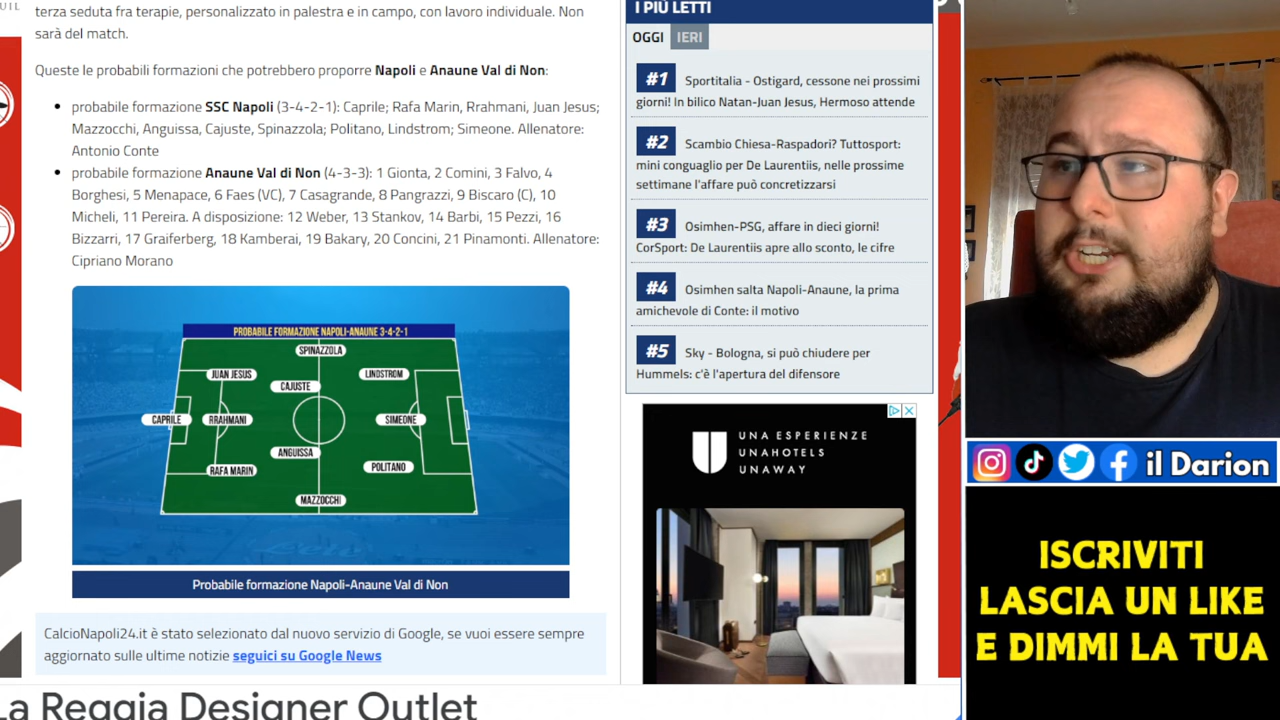 terza seduta fra terapie, personalizzato in palestra e in campo, con lavoro individuale. Non
sarà del match.
Queste le probabili formazioni che potrebbero proporre Napoli e Anaune Val di Non:
probabile formazione SSC Napoli (3-4-2-1): Caprile; Rafa Marin, Rrahmani, Juan Jesus;
Mazzocchi, Anguissa, Cajuste, Spinazzola; Politano, Lindstrom; Simeone. Allenatore:
Antonio Conte
probabile formazione Anaune Val di Non (4-3-3): 1 Gionta, 2 Comini, 3 Falvo, 4
Borghesi, 5 Menapace, 6 Faes (VC), 7 Casagrande, 8 Pangrazzi, 9 Biscaro (C), 10
Micheli, 11 Pereira. A disposizione: 12 Weber, 13 Stankov, 14 Barbi, 15 Pezzi, 16
Bizzarri, 17 Graiferberg, 18 Kamberai, 19 Bakary, 20 Concini, 21 Pinamonti. Allenatore:
Cipriano Morano
PROBABILE FORMAZIONE NAPOLI-ANAUNE 3-4-2-1
SPINAZZOLA
JUAN JESUS
LINDSTROM
CAJUSTE
CAPRILE
RRAHMANI
SIMEONE
ANGUISSA
RAFA MARIN
POLITANO
MAZZOCCHI
Probabile formazione Napoli-Anaune Val di Non
CalcioNapoli24.it è stato selezionato dal nuovo servizio di Google, se vuoi essere sempre
aggiornato sulle ultime notizie seguici su Google News
La Reggia Designer Outlet
I PIÙ LETTI
OGGI IERI
#1 Sportitalia - Ostigard, cessone nei prossimi
giorni! In bilico Natan-Juan Jesus, Hermoso attende
#2 Scambio Chiesa-Raspadori? Tuttosport:
mini conguaglio per De Laurentiis, nelle prossime
settimane l'affare può concretizzarsi
#3 Osimhen-PSG, affare in dieci giorni!
CorSport: De Laurentiis apre allo sconto, le cifre
#4 Osimhen salta Napoli-Anaune, la prima
amichevole di Conte: il motivo
#5 Sky - Bologna, si può chiudere per
Hummels: c'è l'apertura del difensore
UNA ESPERIENZE
UNAHOTELS
UNAWAY
il Darion
ISCRIVITI
LASCIA UN LIKE
E DIMMI LA TUA